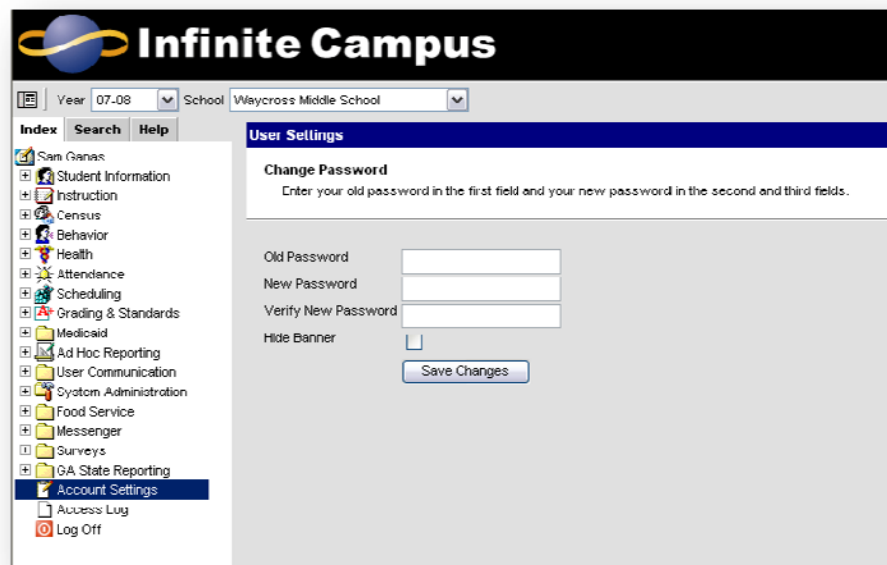 Infinite Campus
Year 07-08 School Waycross Middle School
Index Search Help
Sam Ganas
Student Information
Instruction
Census
Behavior
Health
Attendance
Scheduling
Grading & Standards
Medicaid
Ad Hoc Reporting
User Communication
System Administration
Food Service
Messenger
Surveys
GA State Reporting
Account Settings
Access Log
Log Off
User Settings
Change Password
Enter your old password in the first field and your new password in the second and third fields.
Old Password
New Password
Verify New Password
Hide Banner
Save Changes